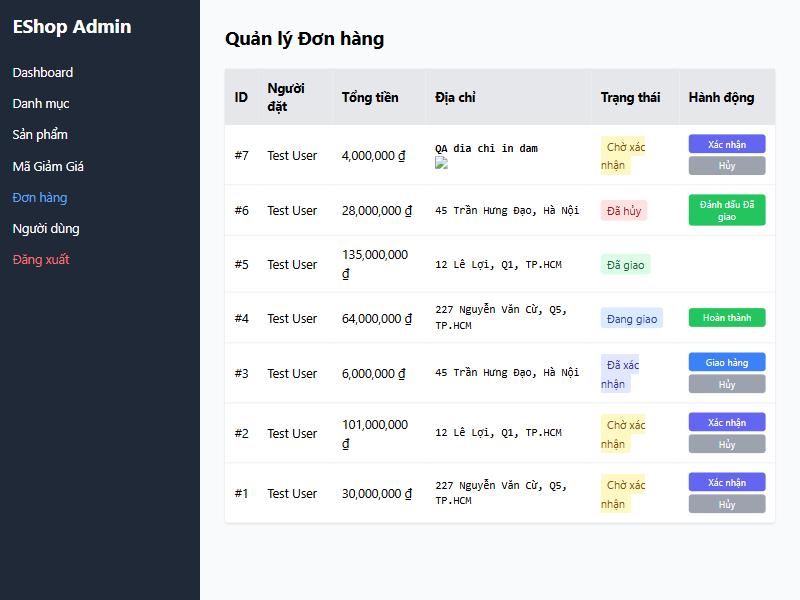 EShop Admin
Dashboard
Danh mục
Sản phẩm
Mã Giảm Giá
Đơn hàng
Người dùng
Đăng xuất
Quản lý Đơn hàng
ID Người đặt Tổng tiền Địa chỉ Trạng thái Hành động
#7 Test User 4,000,000 ₫ QA dia chi in dam Chờ xác nhận Xác nhận
Hủy
#6 Test User 28,000,000 ₫ 45 Trần Hưng Đạo, Hà Nội Đã hủy Đánh dấu Đã giao
#5 Test User 135,000,000 ₫ 12 Lê Lợi, Q1, TP.HCM Đã giao
#4 Test User 64,000,000 ₫ 227 Nguyễn Văn Cừ, Q5, TP.HCM Đang giao Hoàn thành
#3 Test User 6,000,000 ₫ 45 Trần Hưng Đạo, Hà Nội Đã xác nhận Giao hàng
Hủy
#2 Test User 101,000,000 ₫ 12 Lê Lợi, Q1, TP.HCM Chờ xác nhận Xác nhận
Hủy
#1 Test User 30,000,000 ₫ 227 Nguyễn Văn Cừ, Q5, TP.HCM Chờ xác nhận Xác nhận
Hủy